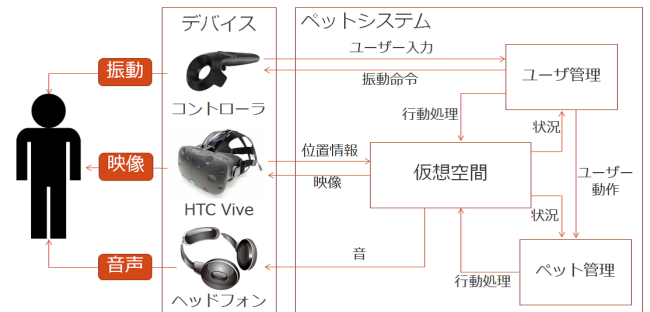 デバイス
ペットシステム
ユーザー入力
振動
振動命令
ユーザ管理
コントローラ
行動処理
状況
位置情報
映像
仮想空間
映像
ユーザー
動作
HTC Vive
状況
音
音声
ペット管理
行動処理
ヘッドフォン